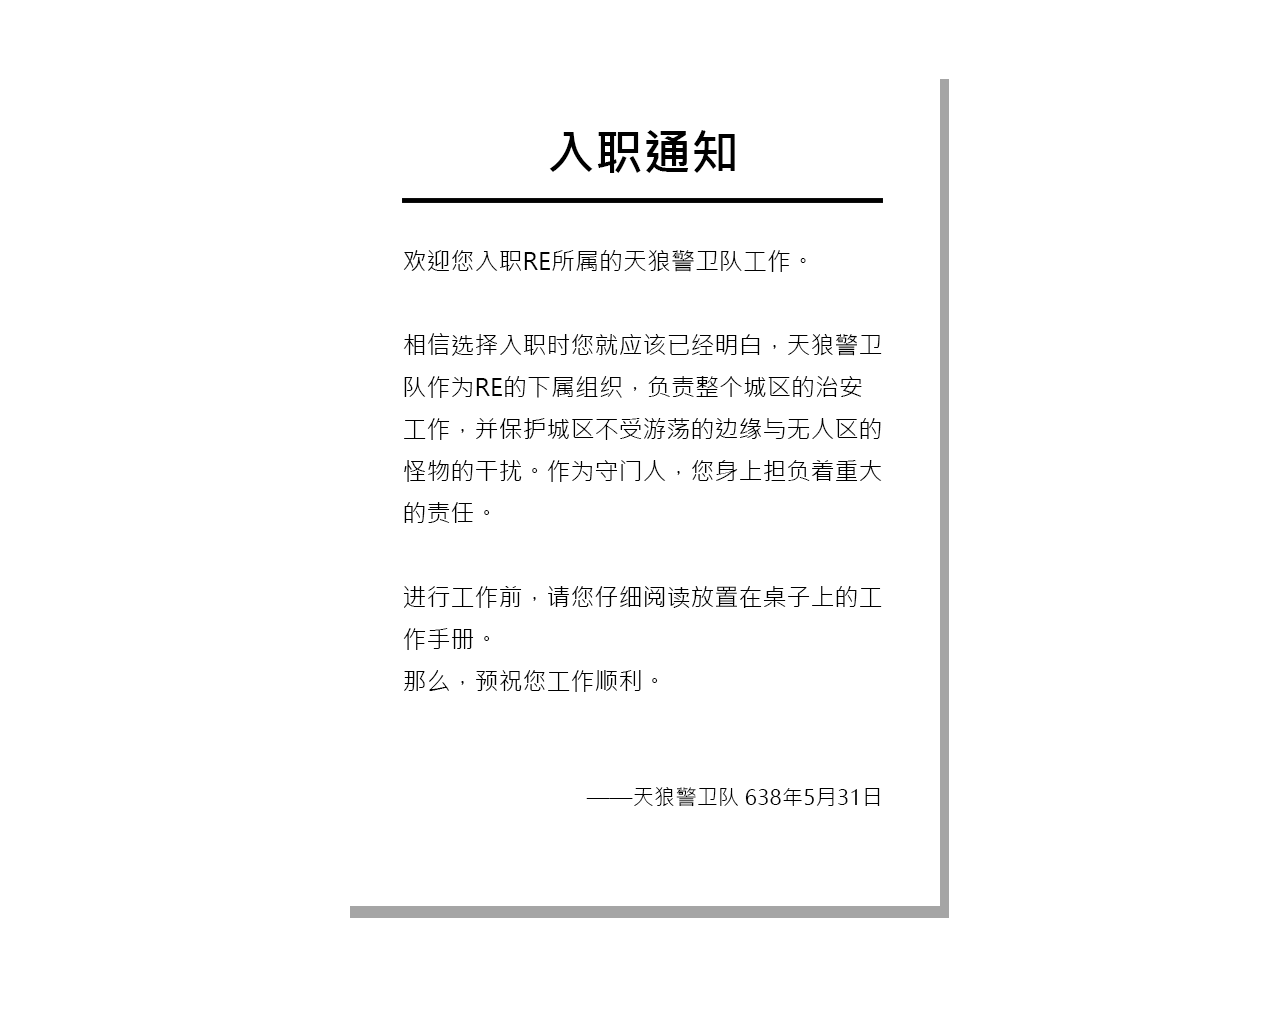 入职通知
欢迎您入职RE所属的天狼警卫队工作。
相信选择入职时您就应该已经明白，天狼警卫
队作为RE的下属组织，负责整个城区的治安
工作，并保护城区不受游荡的边缘与无人区的
怪物的干扰。作为守门人，您身上担负着重大
的责任。
进行工作前，请您仔细阅读放置在桌子上的工
作手册。
那么，预祝您工作顺利。
——天狼警卫队 638年5月31日